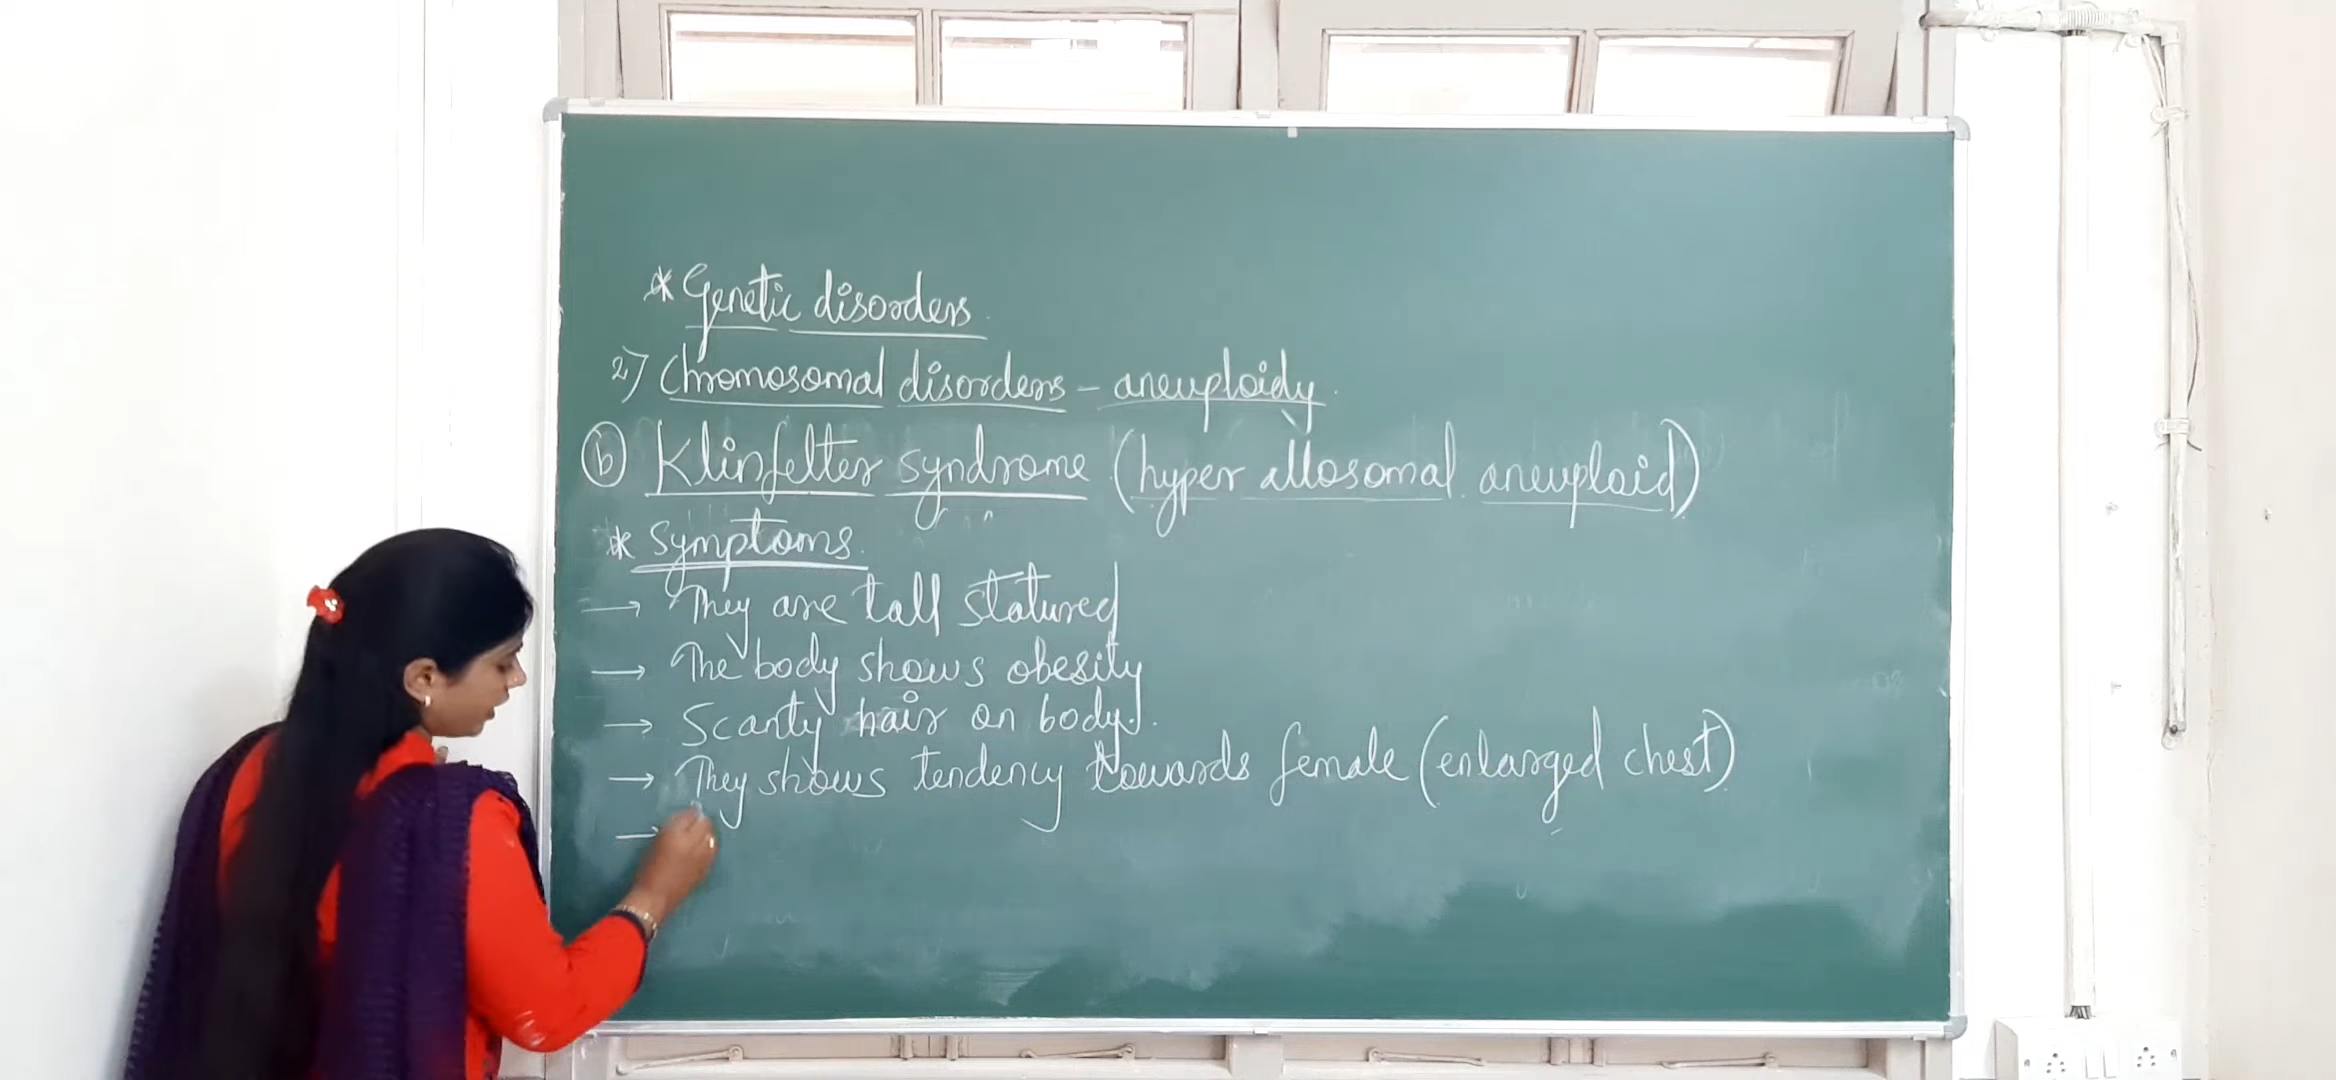 * Genetic disorders.
2) Chromosomal disorders - aneuploidy.
(b) Klinfelter syndrome (hyper allosomal aneuploid)
* Symptoms.
→ They are tall statured
→ The body shows obesity
→ Scanty hair on body.
→ They shows tendency towards female (enlarged chest)
→